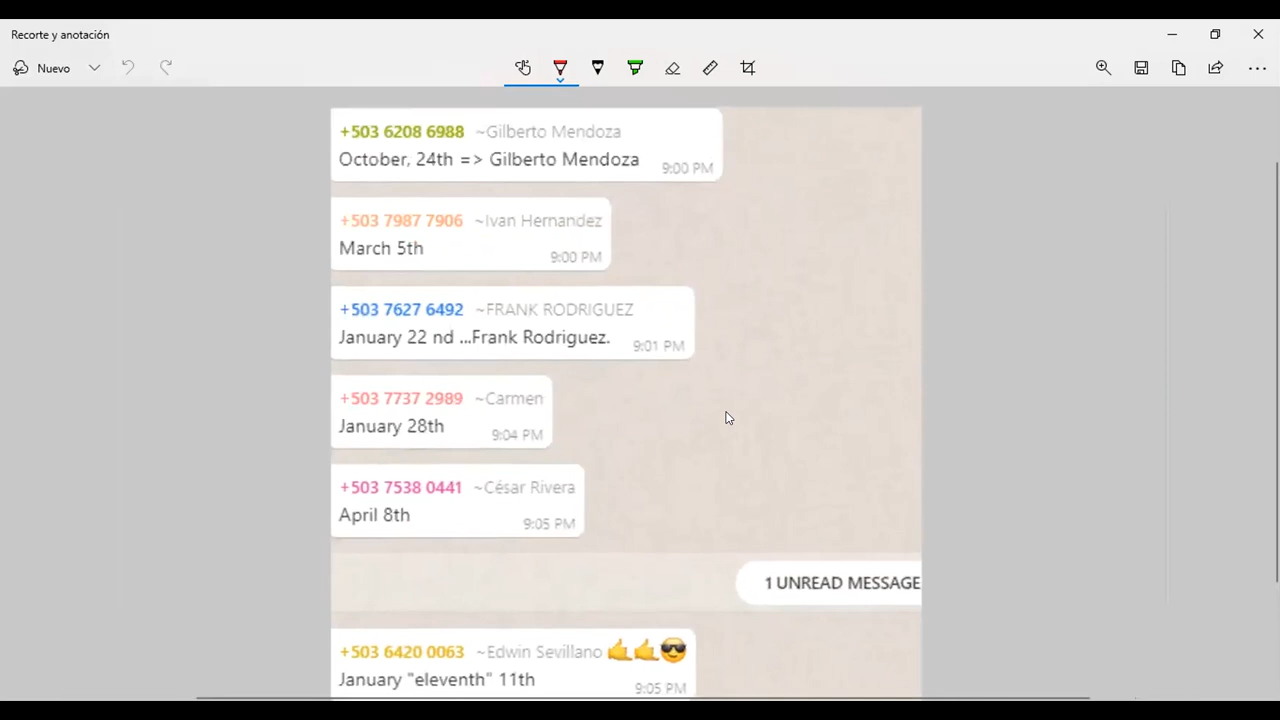 Recorte y anotación
Nuevo
+503 6208 6988 ~Gilberto Mendoza
October, 24th => Gilberto Mendoza 9:00 PM
+503 7987 7906 ~Ivan Hernandez
March 5th 9:00 PM
+503 7627 6492 ~FRANK RODRIGUEZ
January 22 nd ...Frank Rodriguez. 9:01 PM
+503 7737 2989 ~Carmen
January 28th 9:04 PM
+503 7538 0441 ~César Rivera
April 8th 9:05 PM
1 UNREAD MESSAGE
+503 6420 0063 ~Edwin Sevillano 🤙🤙😎
January "eleventh" 11th 9:05 PM